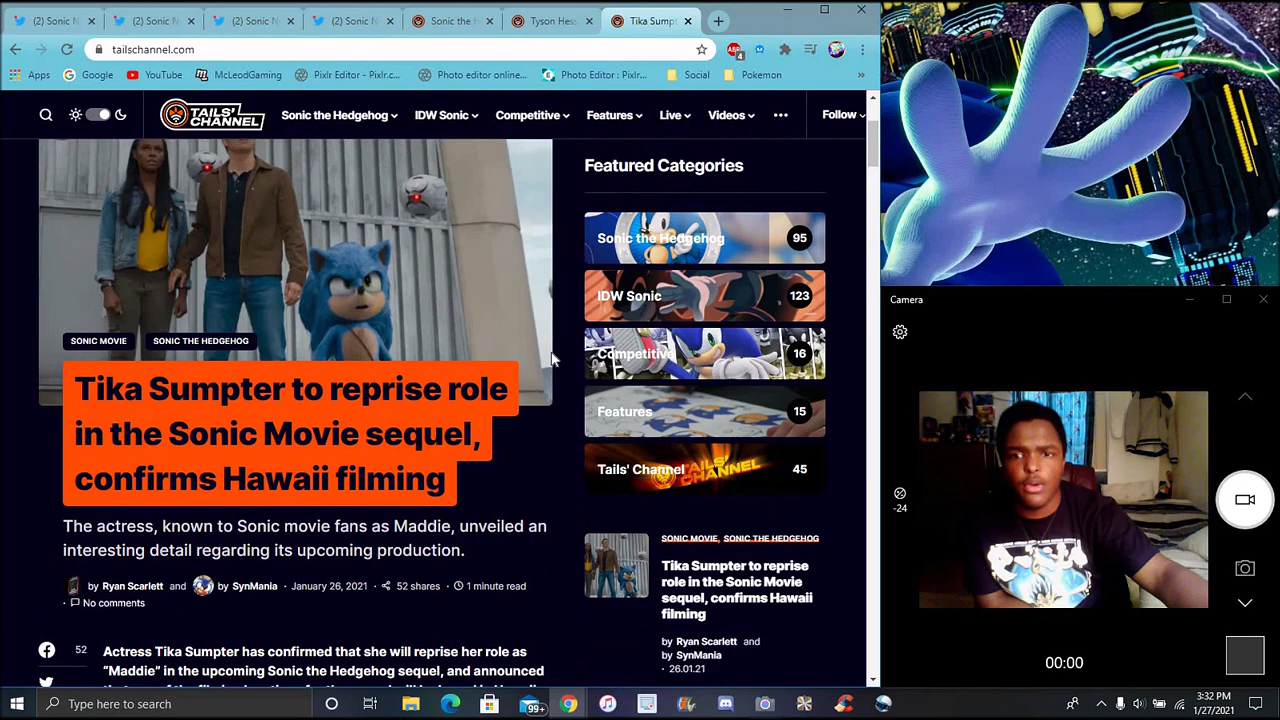 (2) Sonic N
(2) Sonic N
(2) Sonic N
(2) Sonic N
Sonic the H
Tyson Hess
Tika Sumpt
tailschannel.com
ABP
4
Apps
Google
YouTube
McLeodGaming
Pixlr Editor - Pixlr.c...
Photo editor online...
Photo Editor : Pixlr...
Social
Pokemon
»
TAILS' CHANNEL
Sonic the Hedgehog
IDW Sonic
Competitive
Features
Live
Videos
Follow
Featured Categories
Sonic the Hedgehog
95
IDW Sonic
123
Competitive
16
Features
15
Tails' Channel
45
SONIC MOVIE
SONIC THE HEDGEHOG
Tika Sumpter to reprise role
in the Sonic Movie sequel,
confirms Hawaii filming
The actress, known to Sonic movie fans as Maddie, unveiled an
interesting detail regarding its upcoming production.
by Ryan Scarlett and by SynMania · January 26, 2021 · 52 shares · 1 minute read
· No comments
52
Actress Tika Sumpter has confirmed that she will reprise her role as
"Maddie" in the upcoming Sonic the Hedgehog sequel, and announced
SONIC MOVIE, SONIC THE HEDGEHOG
Tika Sumpter to reprise
role in the Sonic Movie
sequel, confirms Hawaii
filming
by Ryan Scarlett and
by SynMania
· 26.01.21
Camera
-24
00:00
Type here to search
99+
3:32 PM
1/27/2021